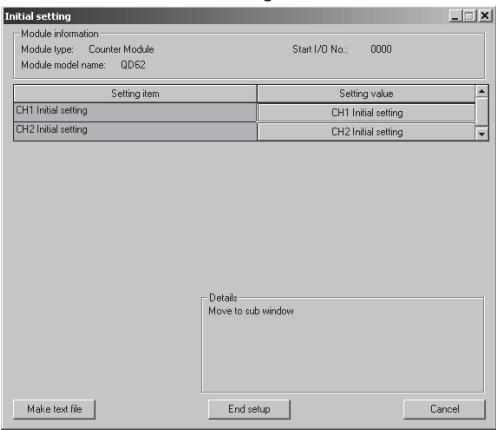 Initial setting
Module information
Module type: Counter Module Start I/O No.: 0000
Module model name: QD62
Setting item Setting value
CH1 Initial setting CH1 Initial setting
CH2 Initial setting CH2 Initial setting
Details
Move to sub window
Make text file End setup Cancel